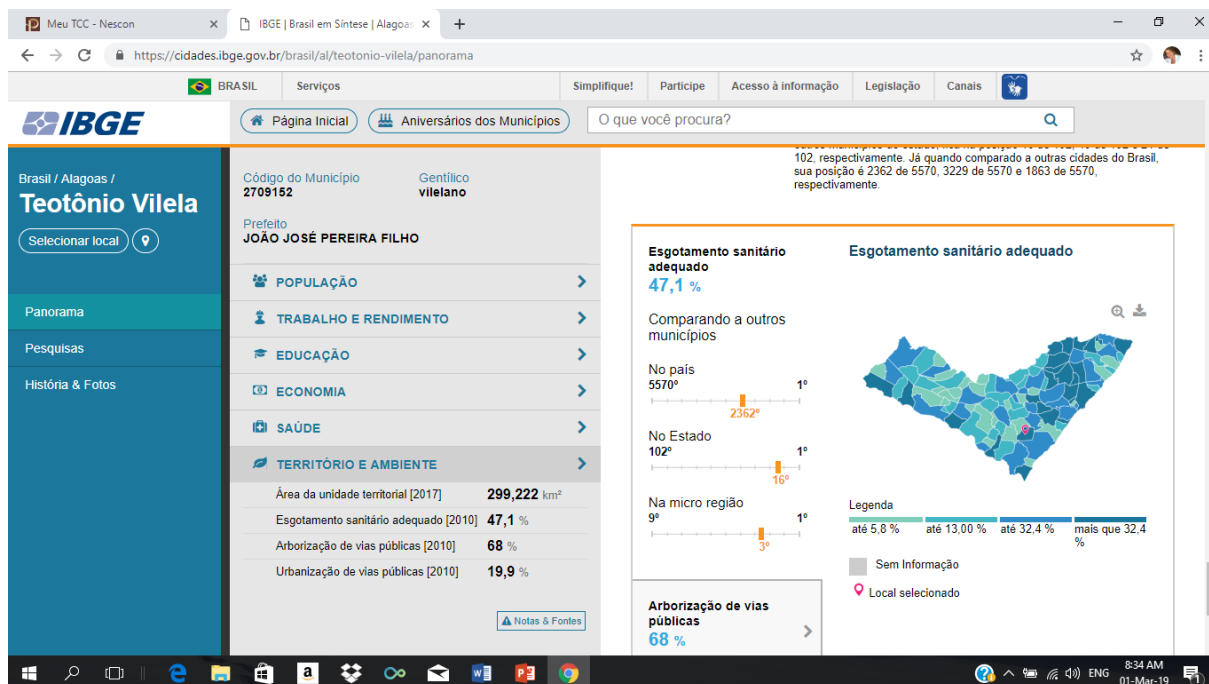 Meu TCC - Nescon
IBGE | Brasil em Síntese | Alagoas
https://cidades.ibge.gov.br/brasil/al/teotonio-vilela/panorama
BRASIL Serviços Simplifique! Participe Acesso à informação Legislação Canais
IBGE Página Inicial Aniversários dos Municípios O que você procura?
Brasil / Alagoas /
Teotônio Vilela
Selecionar local
Panorama
Pesquisas
História & Fotos
Código do Município Gentílico
2709152 vilelano
Prefeito
JOÃO JOSÉ PEREIRA FILHO
POPULAÇÃO
TRABALHO E RENDIMENTO
EDUCAÇÃO
ECONOMIA
SAÚDE
TERRITÓRIO E AMBIENTE
Área da unidade territorial [2017] 299,222 km²
Esgotamento sanitário adequado [2010] 47,1 %
Arborização de vias públicas [2010] 68 %
Urbanização de vias públicas [2010] 19,9 %
Notas & Fontes
102, respectivamente. Já quando comparado a outras cidades do Brasil,
sua posição é 2362 de 5570, 3229 de 5570 e 1863 de 5570,
respectivamente.
Esgotamento sanitário
adequado
47,1 %
Comparando a outros
municípios
No país
5570º 1º
2362º
No Estado
102º 1º
16º
Na micro região
9º 1º
3º
Arborização de vias
públicas
68 %
Esgotamento sanitário adequado
Legenda
até 5,8 % até 13,00 % até 32,4 % mais que 32,4
%
Sem Informação
Local selecionado
ENG
8:34 AM
01-Mar-19